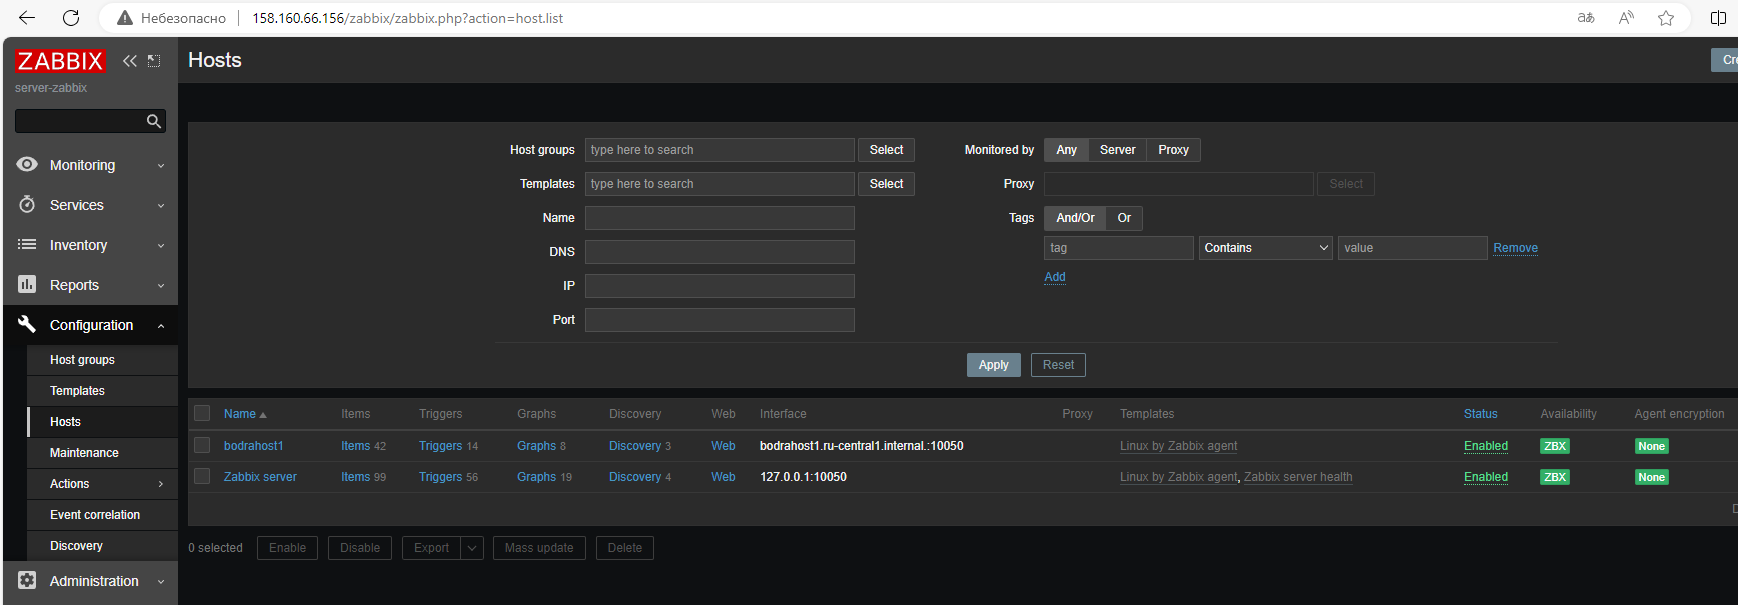 Небезопасно 158.160.66.156/zabbix/zabbix.php?action=host.list
ZABBIX
server-zabbix
Monitoring
Services
Inventory
Reports
Configuration
Host groups
Templates
Hosts
Maintenance
Actions
Event correlation
Discovery
Administration
Hosts
Cre
Host groups type here to search Select
Templates type here to search Select
Name
DNS
IP
Port
Monitored by Any Server Proxy
Proxy Select
Tags And/Or Or
tag Contains value Remove
Add
Apply Reset
Name Items Triggers Graphs Discovery Web Interface Proxy Templates Status Availability Agent encryption
bodrahost1 Items 42 Triggers 14 Graphs 8 Discovery 3 Web bodrahost1.ru-central1.internal.:10050 Linux by Zabbix agent Enabled ZBX None
Zabbix server Items 99 Triggers 56 Graphs 19 Discovery 4 Web 127.0.0.1:10050 Linux by Zabbix agent, Zabbix server health Enabled ZBX None
0 selected Enable Disable Export Mass update Delete